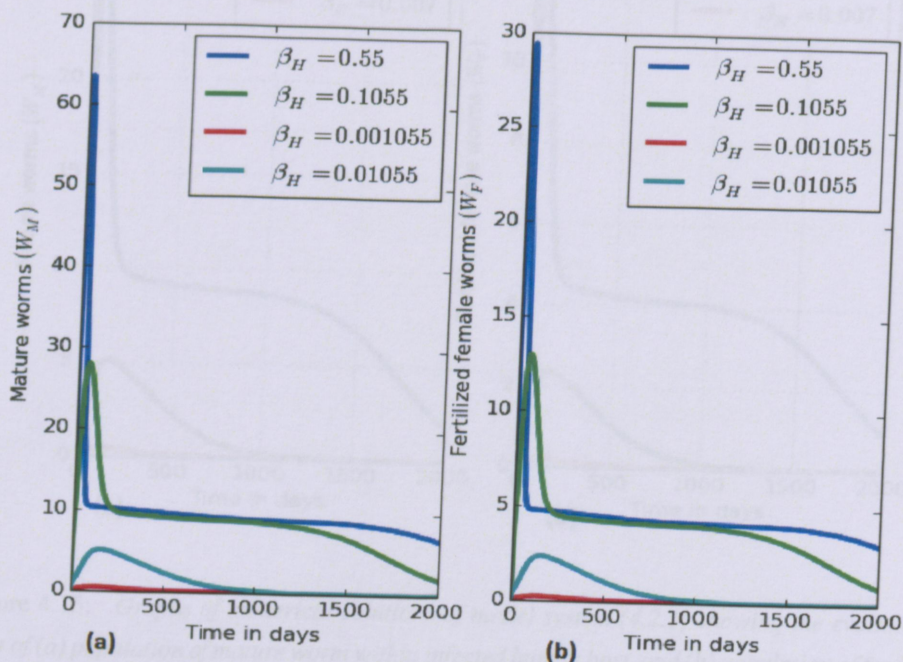 70
60
50
40
30
20
10
0
Mature worms (W_M)
β_H =0.55
β_H =0.1055
β_H =0.001055
β_H =0.01055
0 500 1000 1500 2000
Time in days
(a)
30
25
20
15
10
5
0
Fertilized female worms (W_F)
β_H =0.55
β_H =0.1055
β_H =0.001055
β_H =0.01055
0 500 1000 1500 2000
Time in days
(b)